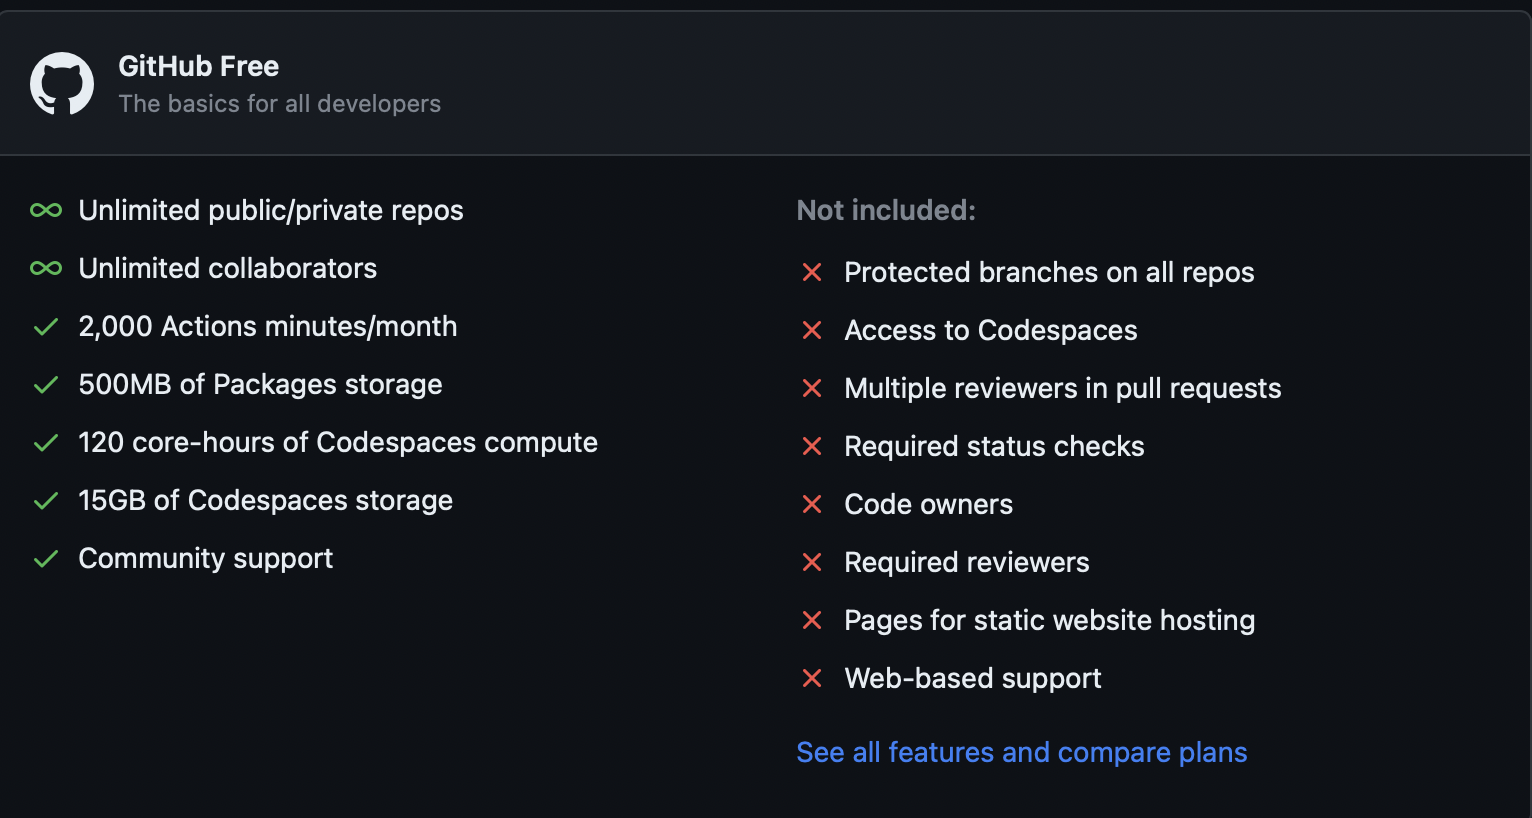 GitHub Free
The basics for all developers
Unlimited public/private repos
Unlimited collaborators
2,000 Actions minutes/month
500MB of Packages storage
120 core-hours of Codespaces compute
15GB of Codespaces storage
Community support
Not included:
Protected branches on all repos
Access to Codespaces
Multiple reviewers in pull requests
Required status checks
Code owners
Required reviewers
Pages for static website hosting
Web-based support
See all features and compare plans